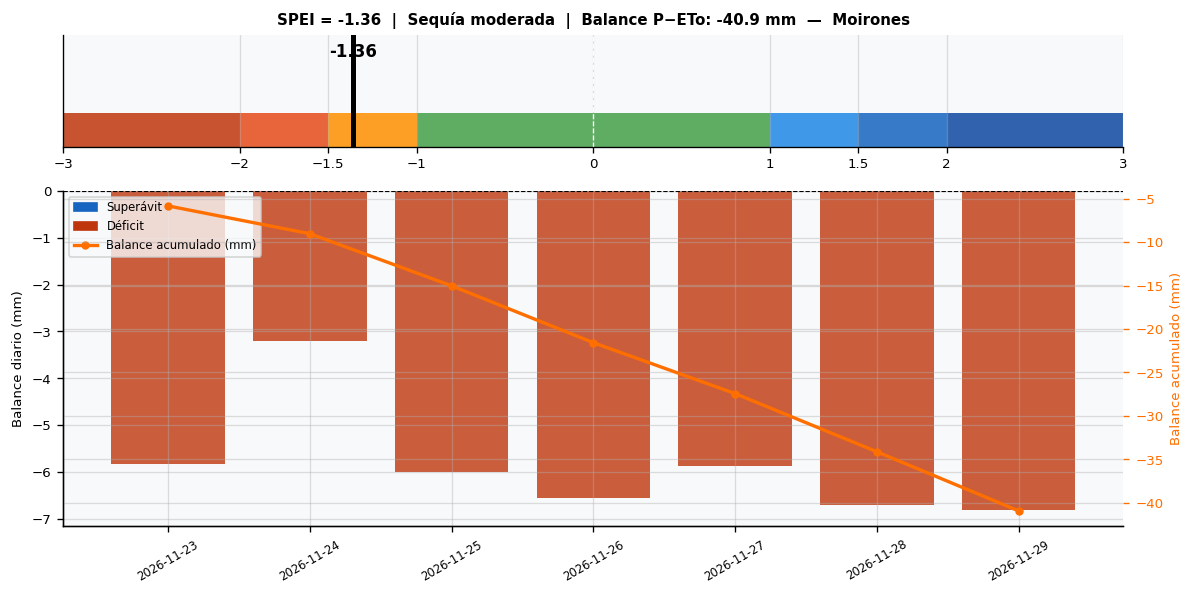 SPEI = -1.36  |  Sequía moderada  |  Balance P−ETo: -40.9 mm  —  Moirones
-1.36
−3 −2 −1.5 −1 0 1 1.5 2 3
Superávit
Déficit
Balance acumulado (mm)
Balance diario (mm)
0
−1
−2
−3
−4
−5
−6
−7
−5
−10
−15
−20
−25
−30
−35
−40
Balance acumulado (mm)
2026-11-23 2026-11-24 2026-11-25 2026-11-26 2026-11-27 2026-11-28 2026-11-29